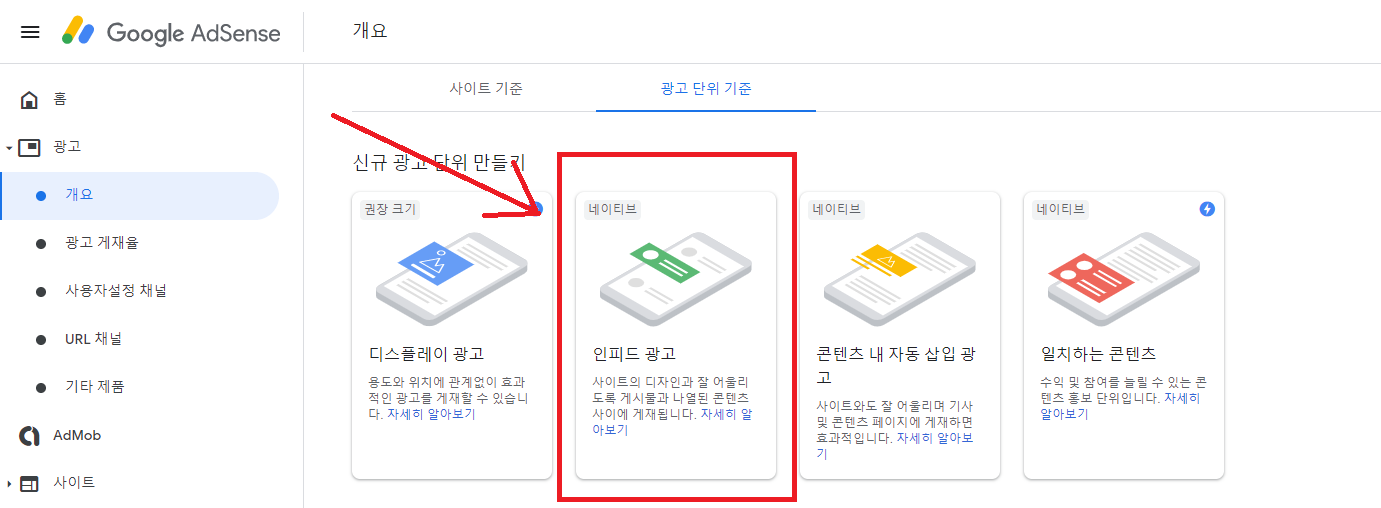 Google AdSense
개요
홈
광고
개요
광고 게재율
사용자설정 채널
URL 채널
기타 제품
AdMob
사이트
사이트 기준
광고 단위 기준
신규 광고 단위 만들기
권장 크기
디스플레이 광고
용도와 위치에 관계없이 효과
적인 광고를 게재할 수 있습니
다. 자세히 알아보기
네이티브
인피드 광고
사이트의 디자인과 잘 어울리
도록 게시물과 나열된 콘텐츠
사이에 게재됩니다. 자세히 알
아보기
네이티브
콘텐츠 내 자동 삽입 광
고
사이트와도 잘 어울리며 기사
및 콘텐츠 페이지에 게재하면
효과적입니다. 자세히 알아보
기
네이티브
일치하는 콘텐츠
수익 및 참여를 늘릴 수 있는 콘
텐츠 홍보 단위입니다. 자세히
알아보기